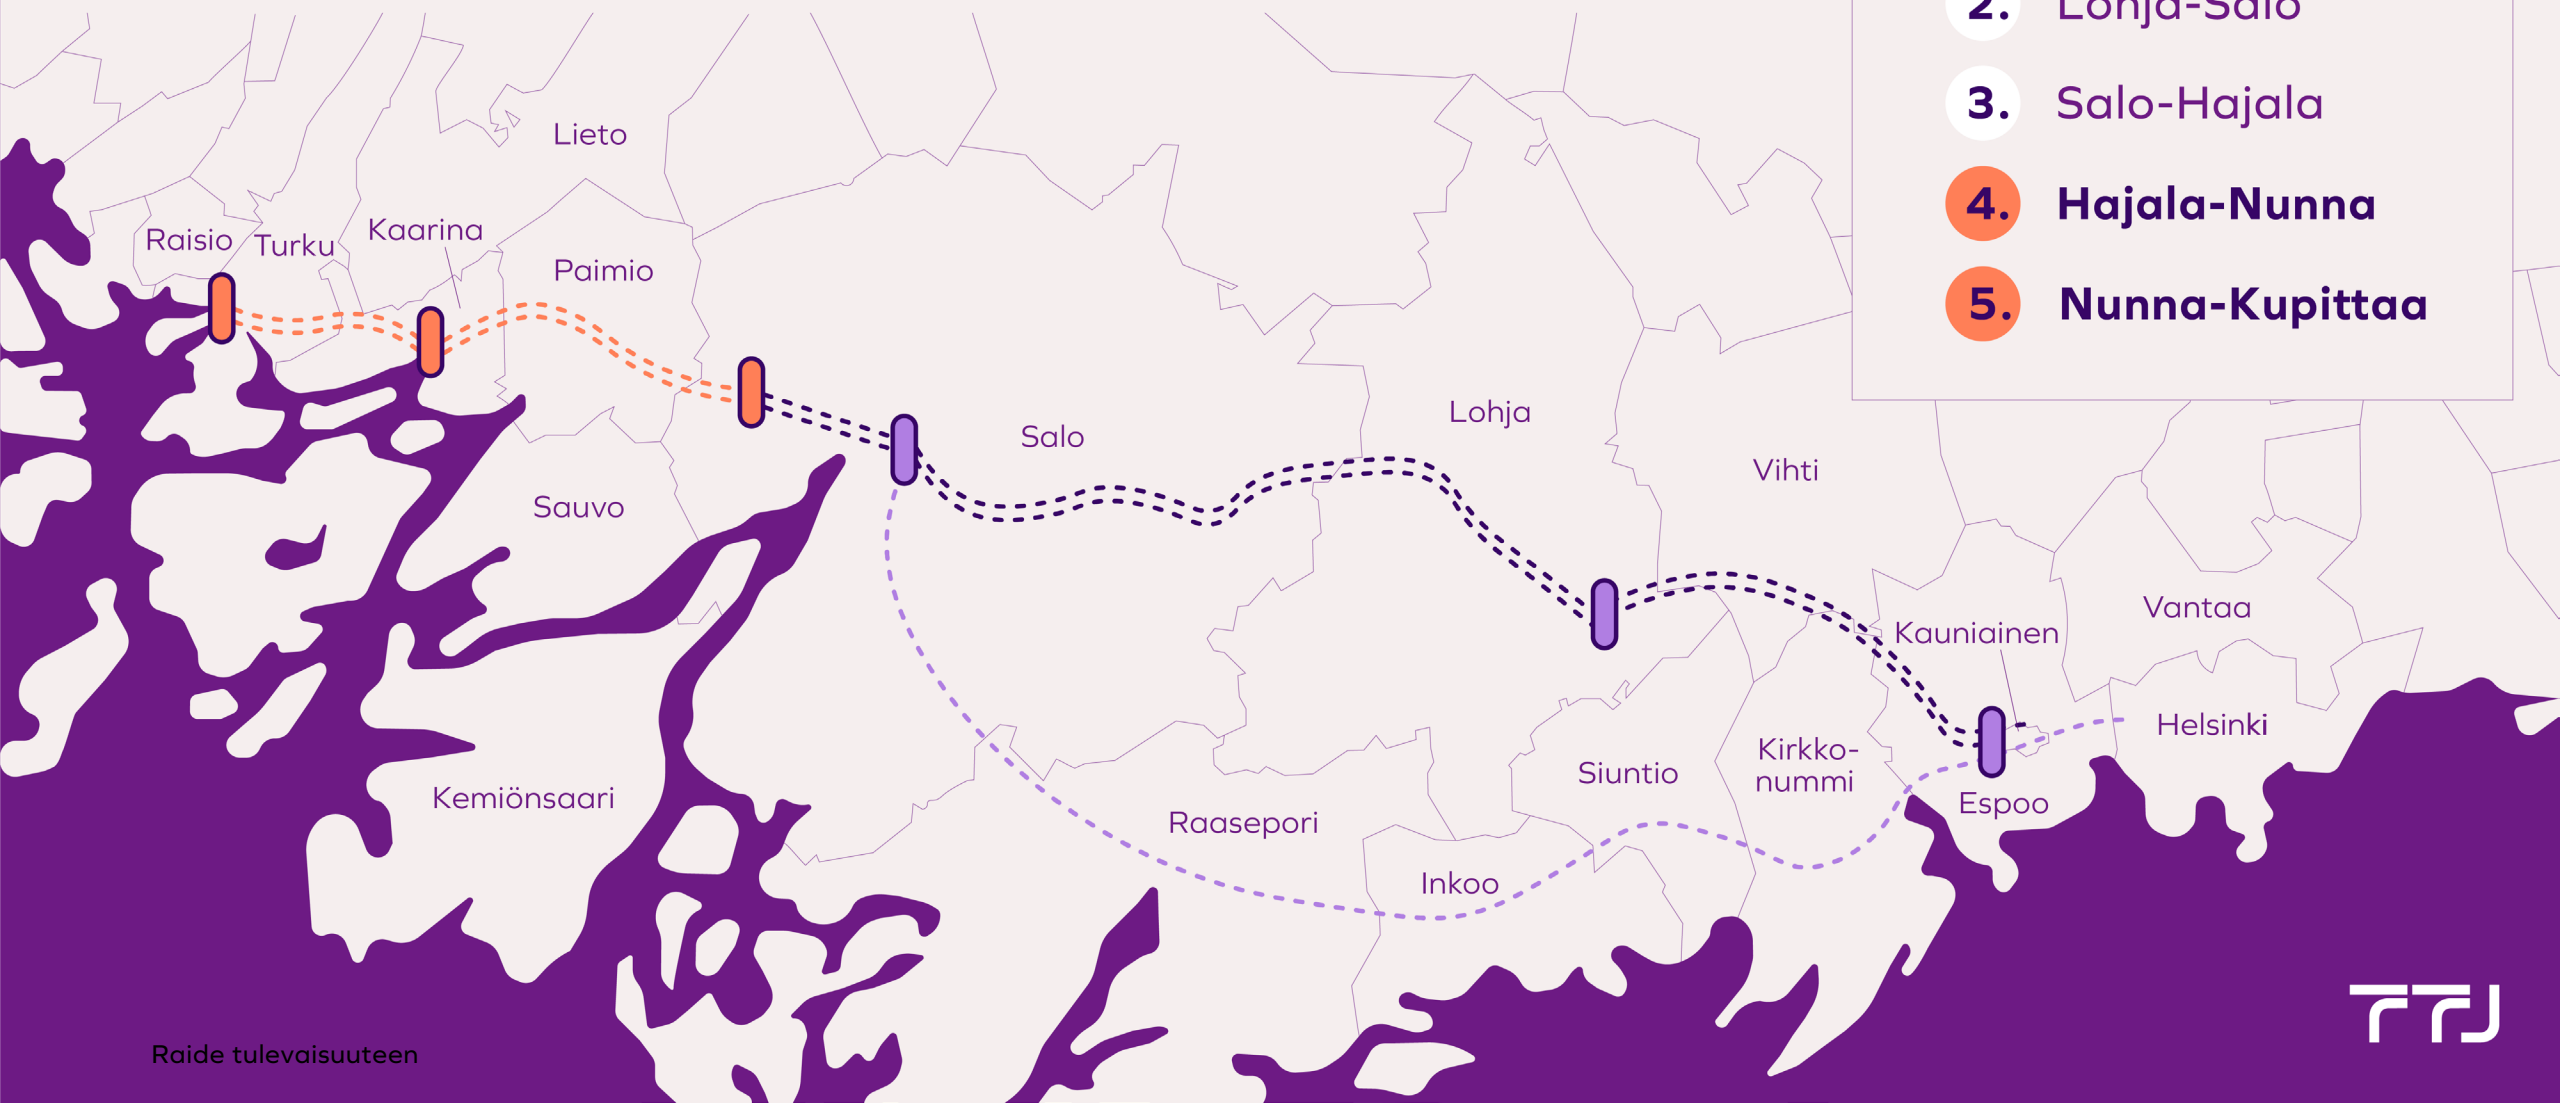 2. Lohja-Salo
3. Salo-Hajala
4. Hajala-Nunna
5. Nunna-Kupittaa
Lieto
Raisio
Turku
Kaarina
Paimio
Salo
Lohja
Vihti
Sauvo
Vantaa
Kauniainen
Helsinki
Kirkko-
nummi
Siuntio
Espoo
Kemiönsaari
Raasepori
Inkoo
Raide tulevaisuuteen
TTJ